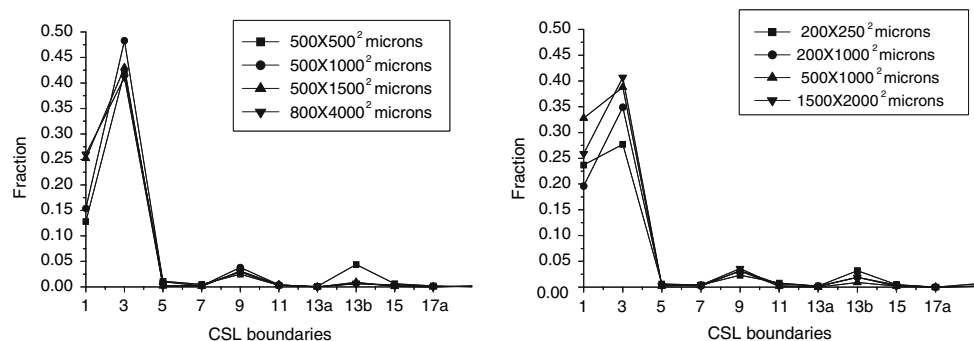 0.50
0.45
0.40
0.35
0.30
0.25
0.20
0.15
0.10
0.05
0.00
Fraction
1 3 5 7 9 11 13a 13b 15 17a
CSL boundaries
500X500² microns
500X1000² microns
500X1500² microns
800X4000² microns
0.50
0.45
0.40
0.35
0.30
0.25
0.20
0.15
0.10
0.05
0.00
Fraction
1 3 5 7 9 11 13a 13b 15 17a
CSL boundaries
200X250² microns
200X1000² microns
500X1000² microns
1500X2000² microns